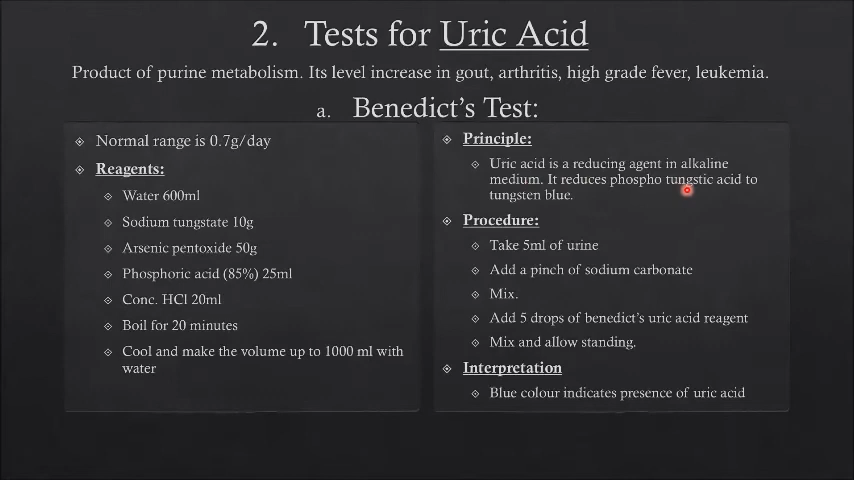 2. Tests for Uric Acid
Product of purine metabolism. Its level increase in gout, arthritis, high grade fever, leukemia.
a. Benedict's Test:
Normal range is 0.7g/day
Reagents:
Water 600ml
Sodium tungstate 10g
Arsenic pentoxide 50g
Phosphoric acid (85%) 25ml
Conc. HCl 20ml
Boil for 20 minutes
Cool and make the volume up to 1000 ml with
water
Principle:
Uric acid is a reducing agent in alkaline
medium. It reduces phospho tungstic acid to
tungsten blue.
Procedure:
Take 5ml of urine
Add a pinch of sodium carbonate
Mix.
Add 5 drops of benedict's uric acid reagent
Mix and allow standing.
Interpretation
Blue colour indicates presence of uric acid